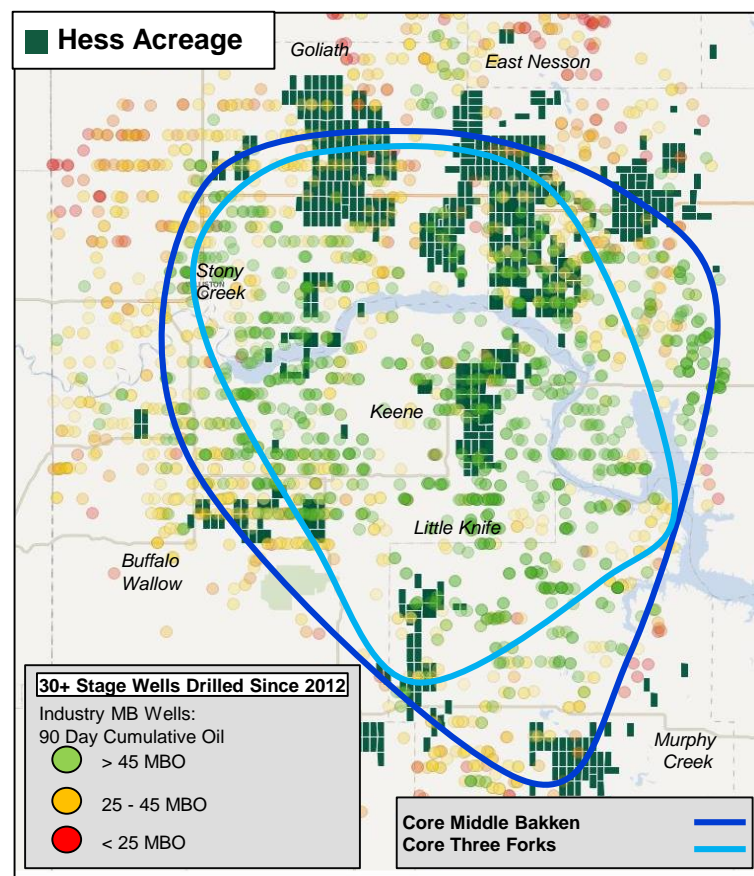 Hess Acreage
Goliath
East Nesson
Stony
Creek
Keene
Little Knife
Buffalo
Wallow
Murphy
Creek
30+ Stage Wells Drilled Since 2012
Industry MB Wells:
90 Day Cumulative Oil
> 45 MBO
25 - 45 MBO
< 25 MBO
Core Middle Bakken
Core Three Forks